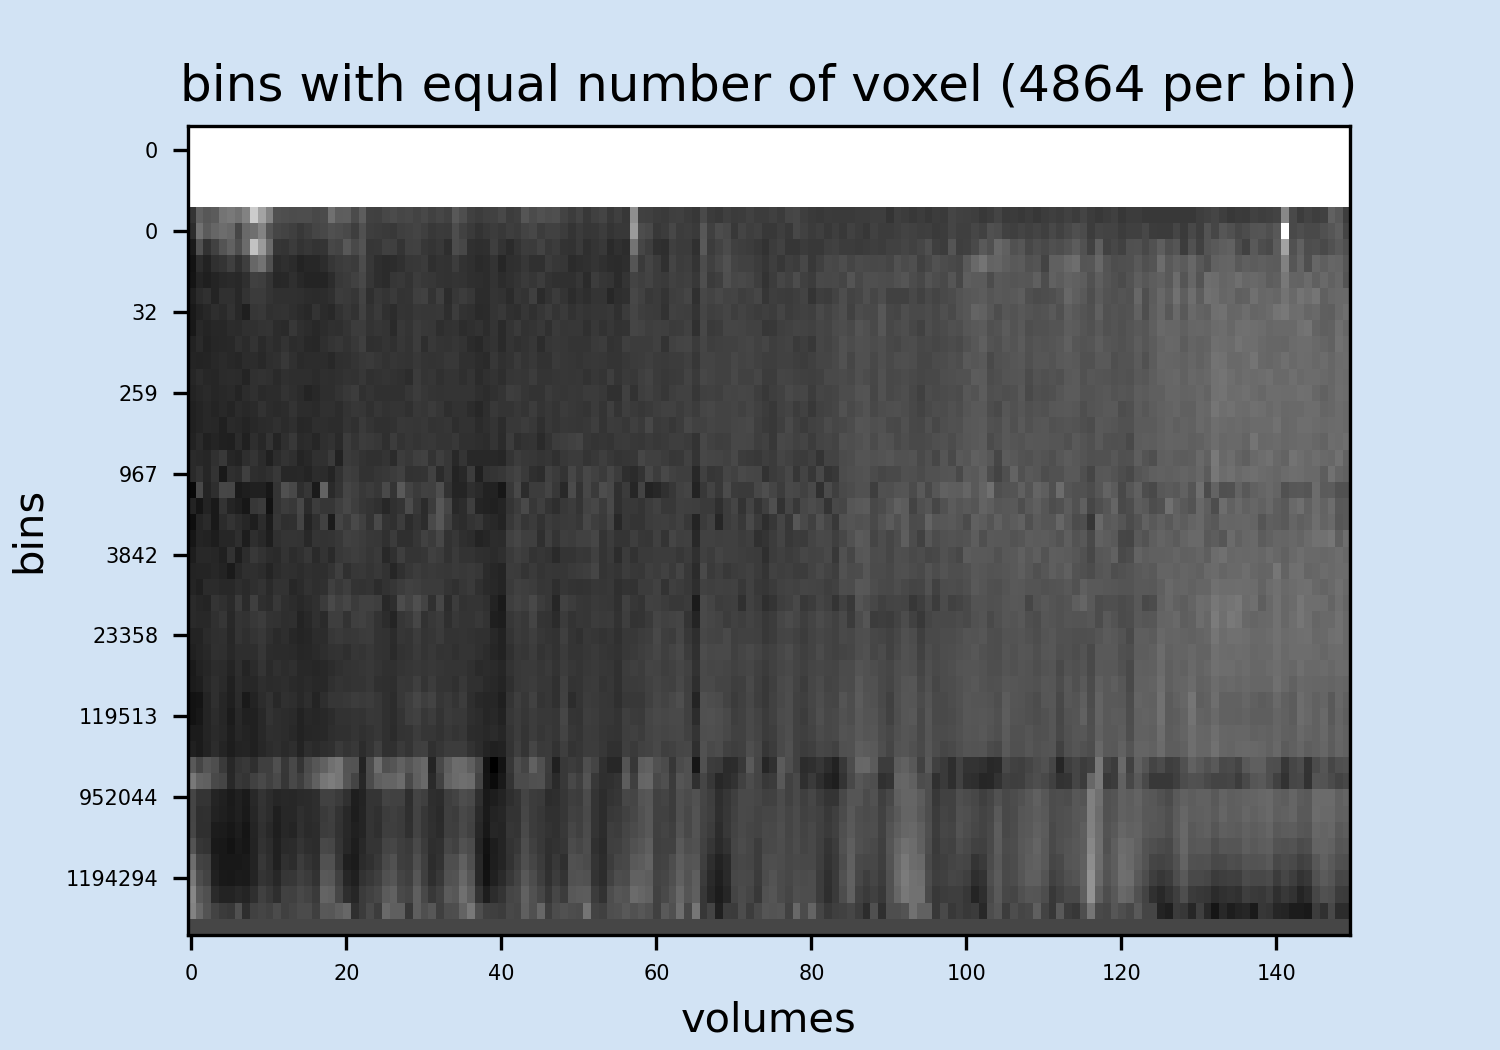 bins with equal number of voxel (4864 per bin)
bins
0
0
32
259
967
3842
23358
119513
952044
1194294
0 20 40 60 80 100 120 140
volumes